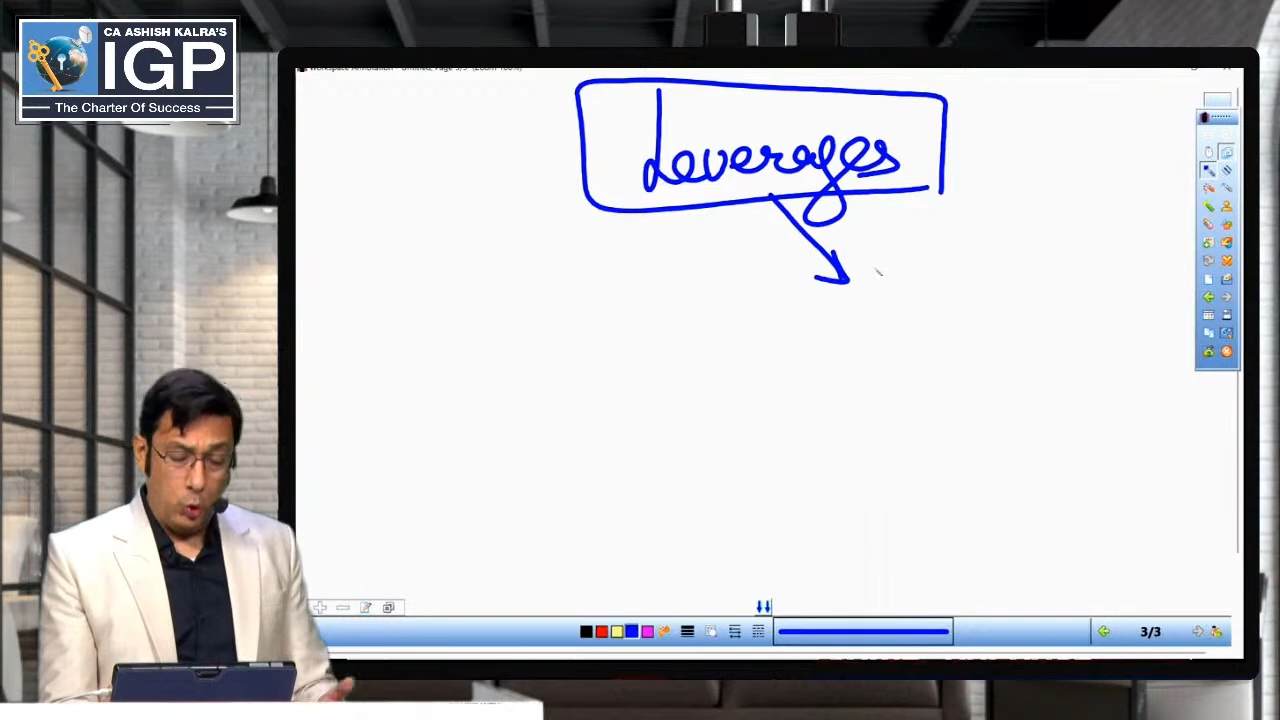 CA ASHISH KALRA'S
IGP
The Charter Of Success
Leverages
3/3